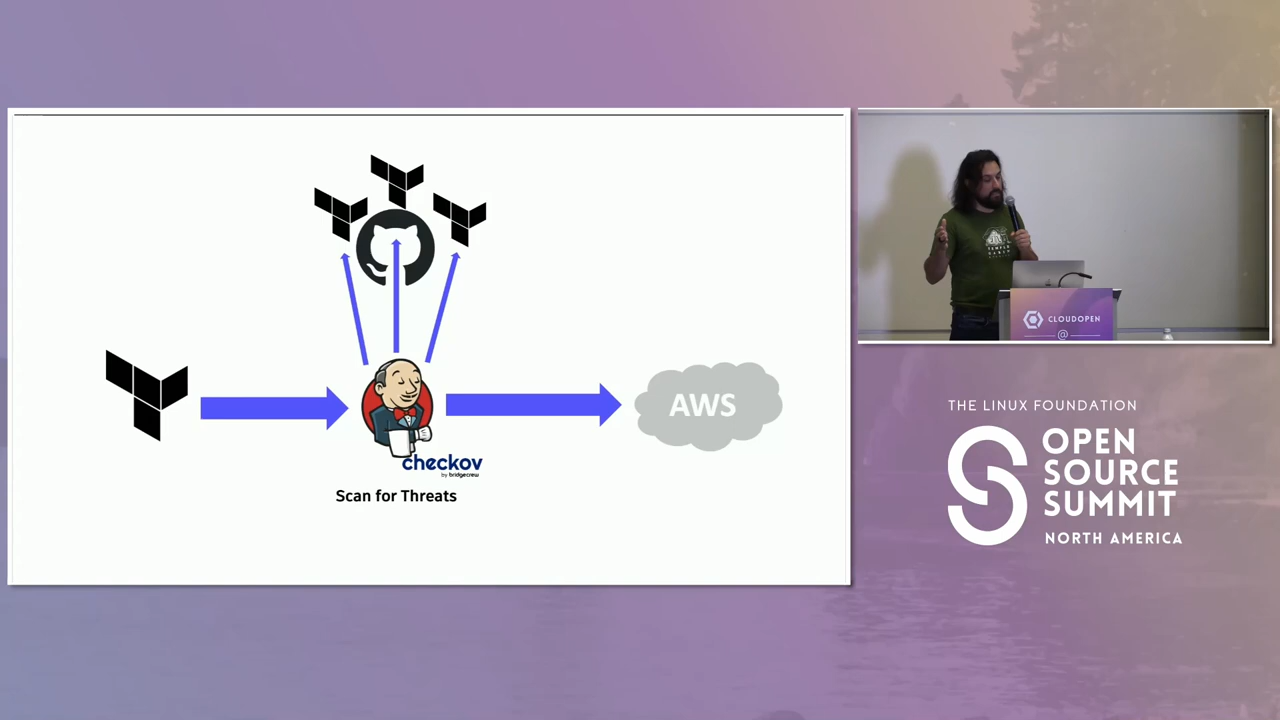 AWS
checkov
by bridgecrew
Scan for Threats
CLOUDOPEN
@
THE LINUX FOUNDATION
OPEN
SOURCE
SUMMIT
NORTH AMERICA